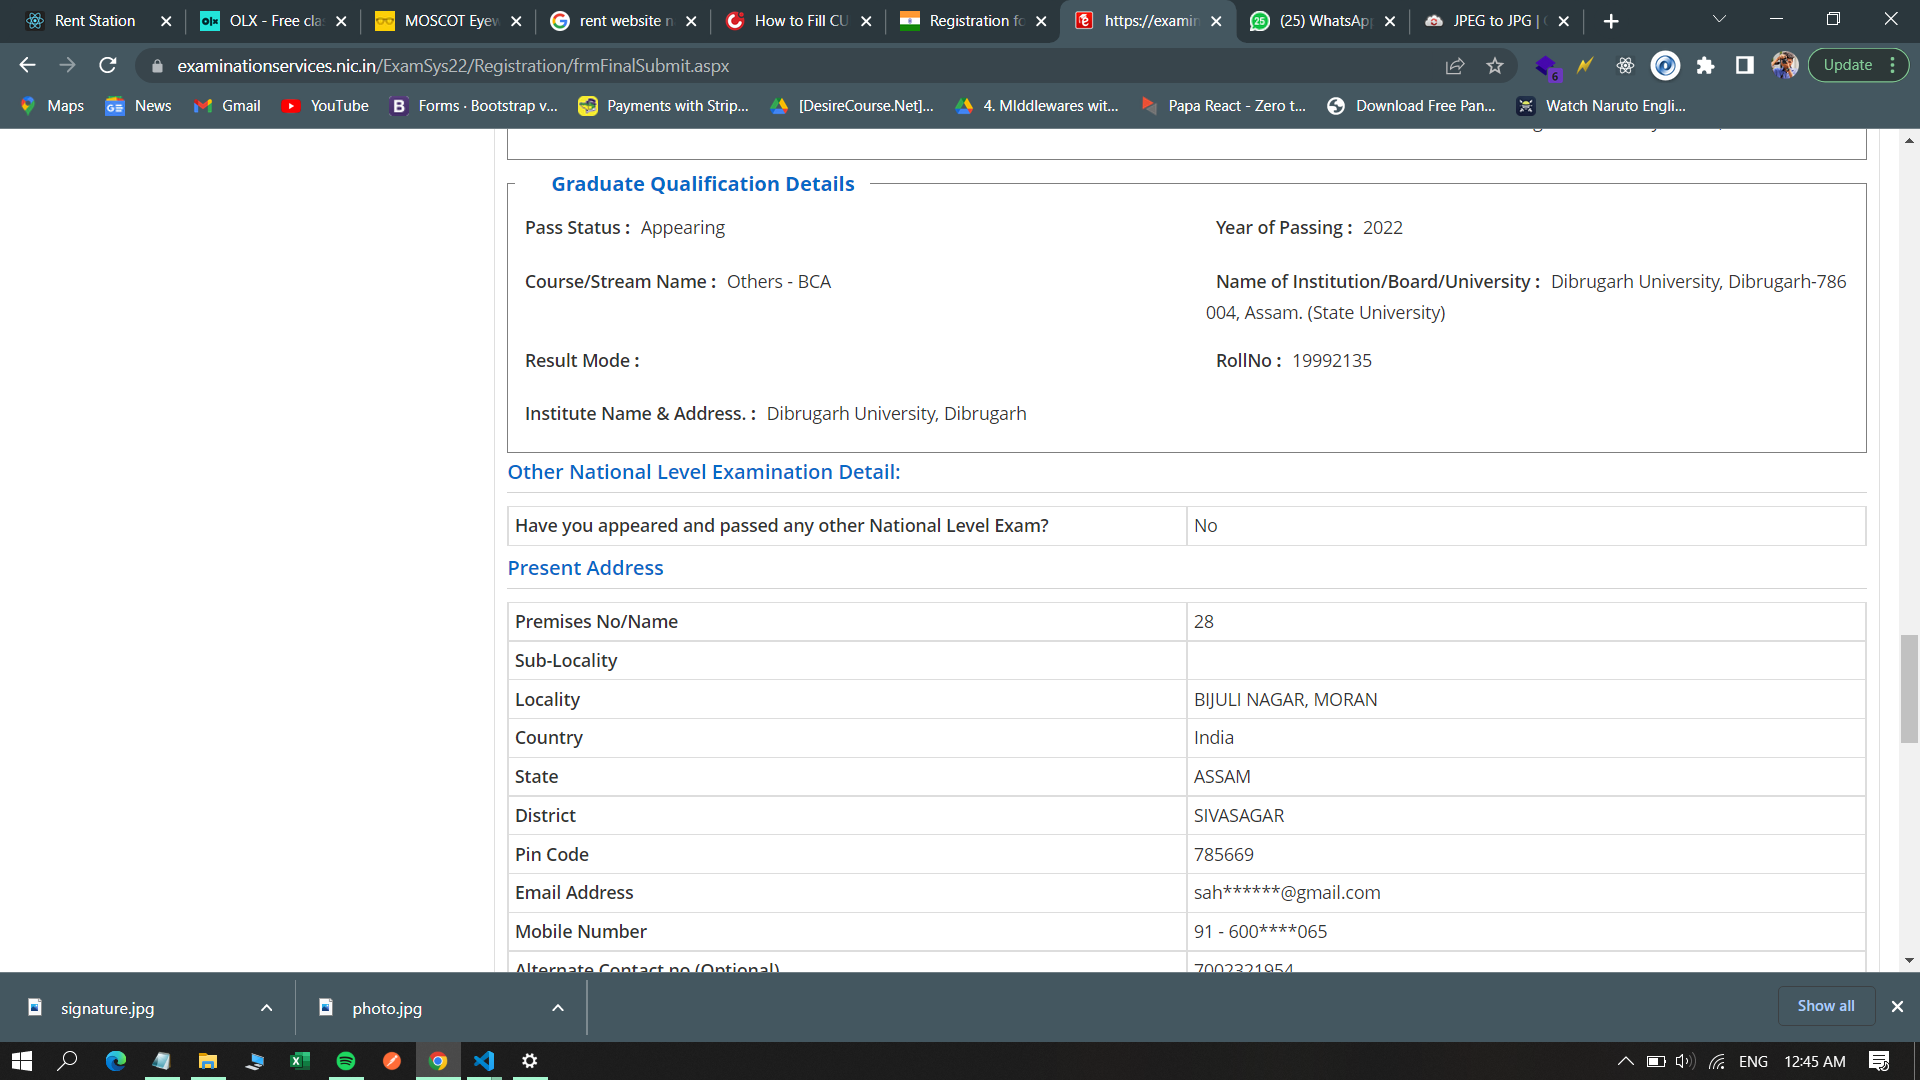 Rent Station
OLX - Free cla
MOSCOT Eyew
rent website n
How to Fill CU
Registration fo
https://examin
(25) WhatsApp
JPEG to JPG |
examinationservices.nic.in/ExamSys22/Registration/frmFinalSubmit.aspx
6
Update
Maps
News
Gmail
YouTube
Forms · Bootstrap v...
Payments with Strip...
[DesireCourse.Net]...
4. MIddlewares wit...
Papa React - Zero t...
Download Free Pan...
Watch Naruto Engli...
Graduate Qualification Details
Pass Status : Appearing
Year of Passing : 2022
Course/Stream Name : Others - BCA
Name of Institution/Board/University : Dibrugarh University, Dibrugarh-786
004, Assam. (State University)
Result Mode :
RollNo : 19992135
Institute Name & Address. : Dibrugarh University, Dibrugarh
Other National Level Examination Detail:
Have you appeared and passed any other National Level Exam? No
Present Address
Premises No/Name 28
Sub-Locality
Locality BIJULI NAGAR, MORAN
Country India
State ASSAM
District SIVASAGAR
Pin Code 785669
Email Address sah******@gmail.com
Mobile Number 91 - 600****065
Alternate Contact no (Optional) 7002321954
signature.jpg
photo.jpg
Show all
ENG
12:45 AM